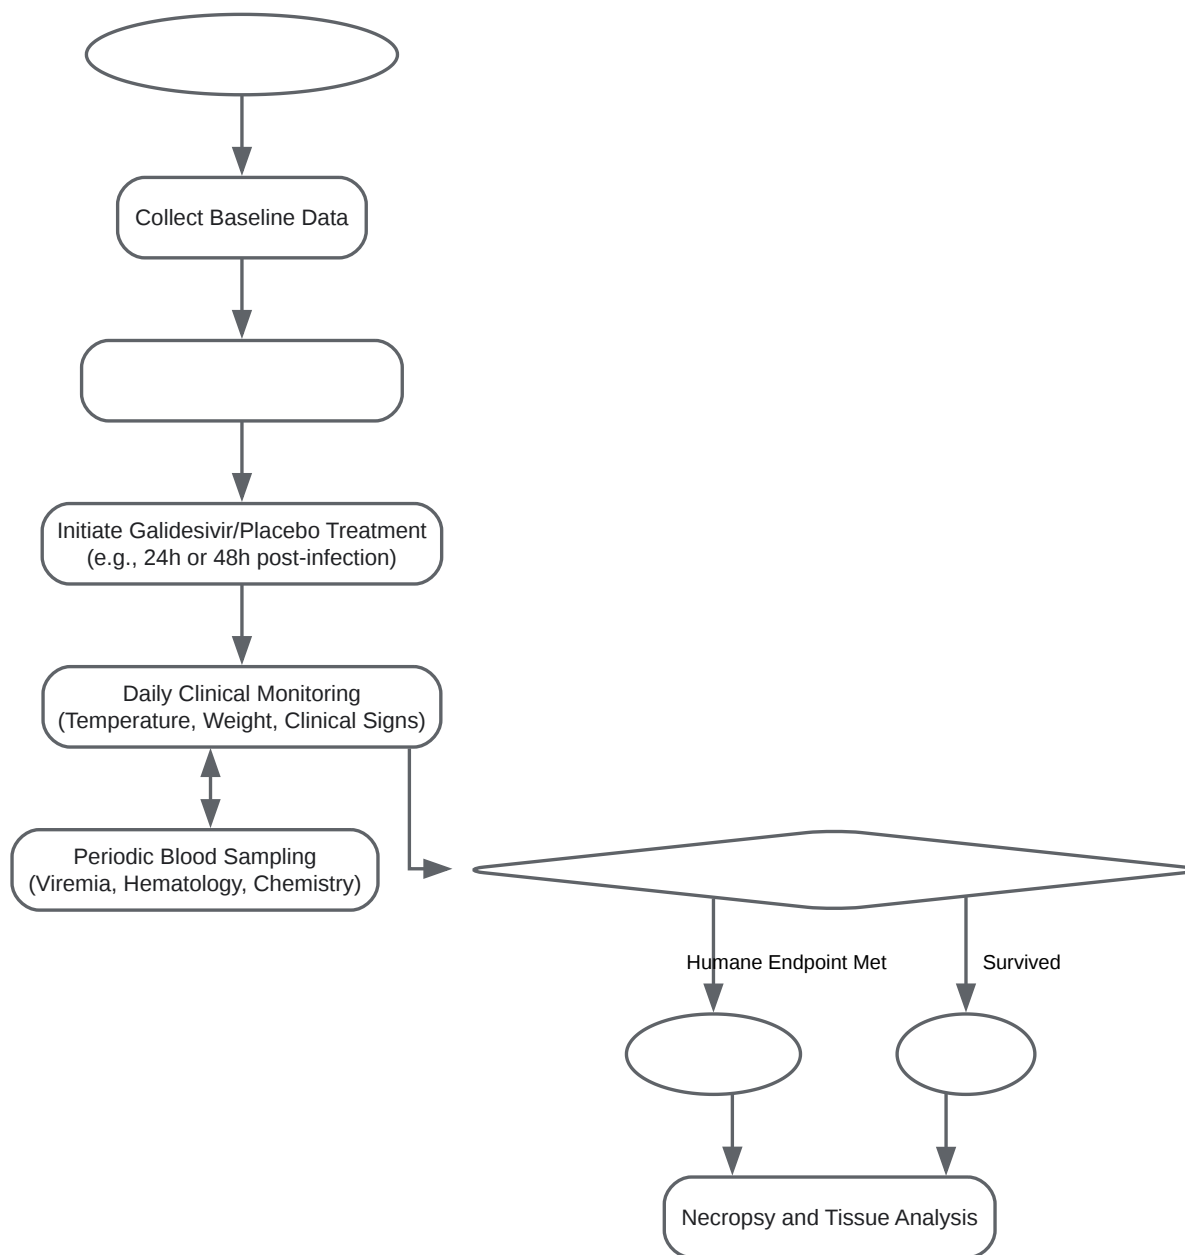 Collect Baseline Data
Initiate Galidesivir/Placebo Treatment
(e.g., 24h or 48h post-infection)
Daily Clinical Monitoring
(Temperature, Weight, Clinical Signs)
Periodic Blood Sampling
(Viremia, Hematology, Chemistry)
Humane Endpoint Met
Survived
Necropsy and Tissue Analysis